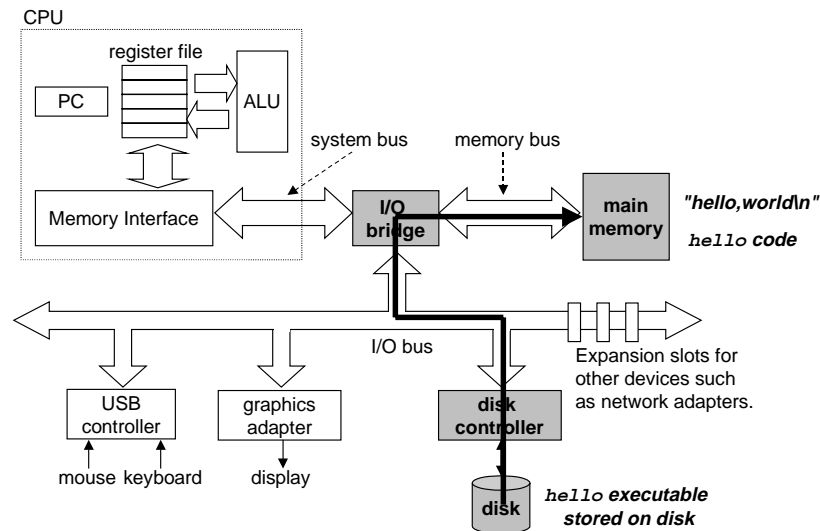 CPU
register file
PC
ALU
system bus
memory bus
Memory Interface
I/O
bridge
main
memory
"hello,world\n"
hello code
I/O bus
Expansion slots for
other devices such
as network adapters.
USB
controller
graphics
adapter
disk
controller
mouse keyboard
display
disk
hello executable
stored on disk